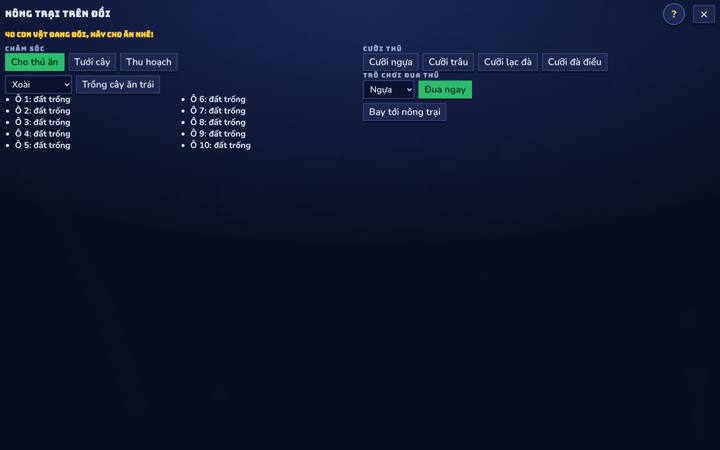 NÔNG TRẠI TRÊN ĐỒI
?
×
40 CON VẬT ĐANG ĐÓI, HÃY CHO ĂN NHÉ!
CHĂM SÓC
Cho thú ăn Tưới cây Thu hoạch
Xoài Trồng cây ăn trái
• Ô 1: đất trống
• Ô 2: đất trống
• Ô 3: đất trống
• Ô 4: đất trống
• Ô 5: đất trống
• Ô 6: đất trống
• Ô 7: đất trống
• Ô 8: đất trống
• Ô 9: đất trống
• Ô 10: đất trống
CƯỠI THÚ
Cưỡi ngựa Cưỡi trâu Cưỡi lạc đà Cưỡi đà điểu
TRÒ CHƠI ĐUA THÚ
Ngựa Đua ngay
Bay tới nông trại